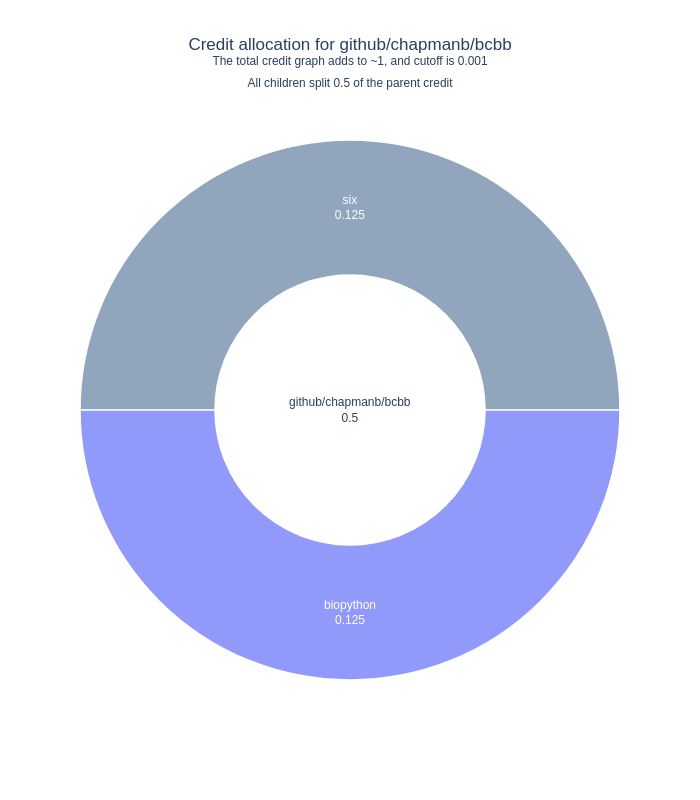 Credit allocation for github/chapmanb/bcbb
The total credit graph adds to ~1, and cutoff is 0.001
All children split 0.5 of the parent credit
six
0.125
github/chapmanb/bcbb
0.5
biopython
0.125